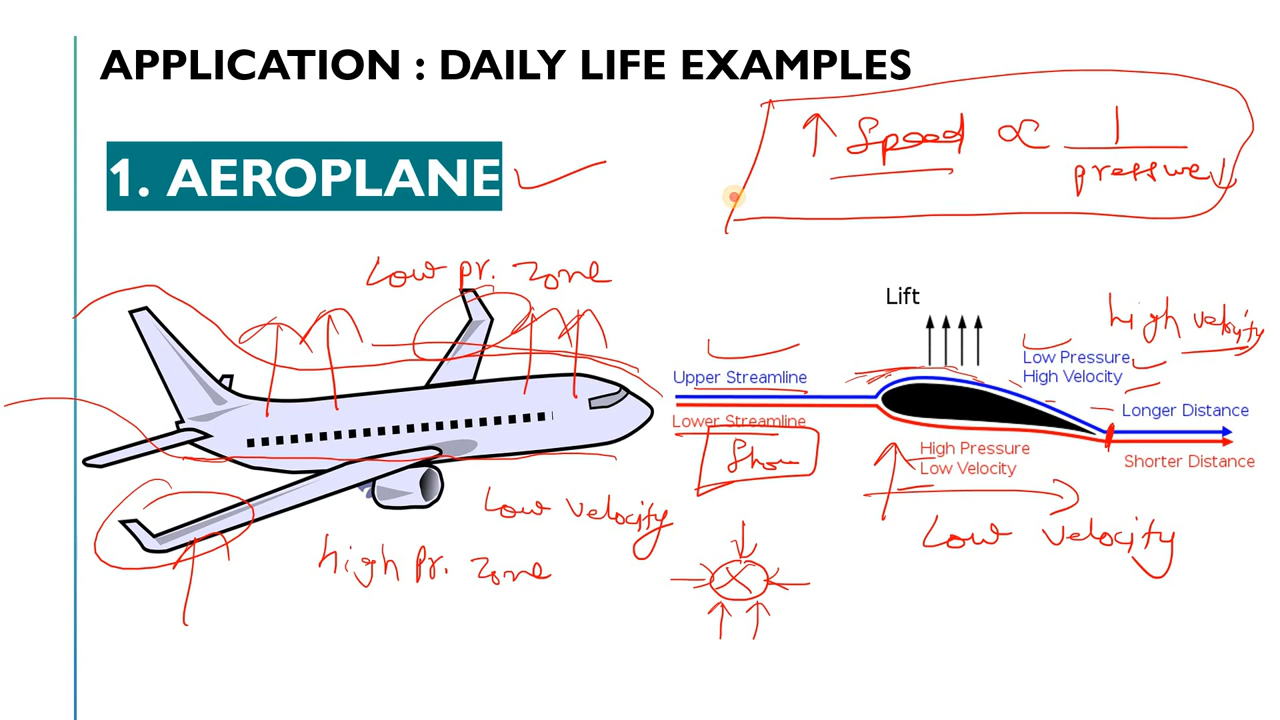 APPLICATION : DAILY LIFE EXAMPLES
↑ Speed ∝ 1 / pressure ↓
1. AEROPLANE
Low pr. zone
Lift
high velocity
Low Pressure
High Velocity
Upper Streamline
Longer Distance
Lower Streamline
High Pressure
Low Velocity
Shorter Distance
Low velocity
Low velocity
high pr. zone